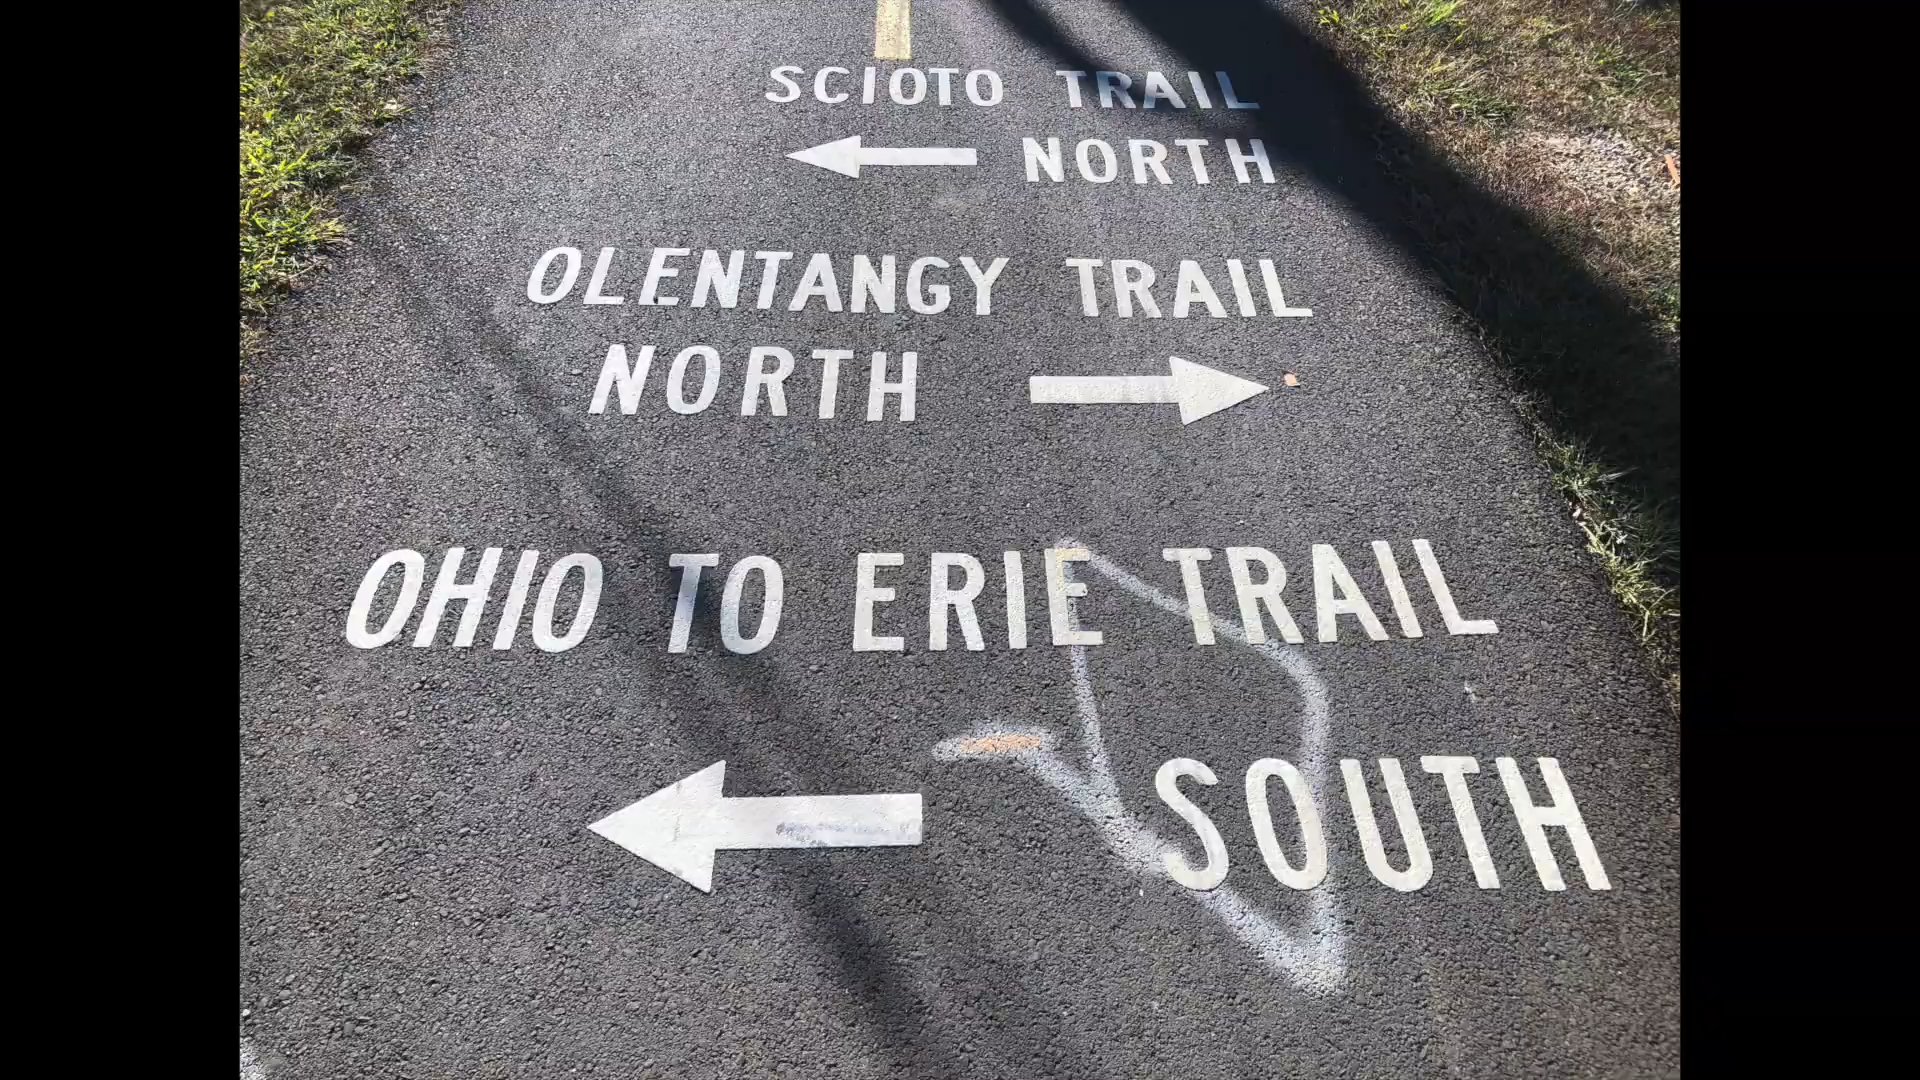 SCIOTO TRAIL
NORTH
OLENTANGY TRAIL
NORTH
OHIO TO ERIE TRAIL
SOUTH